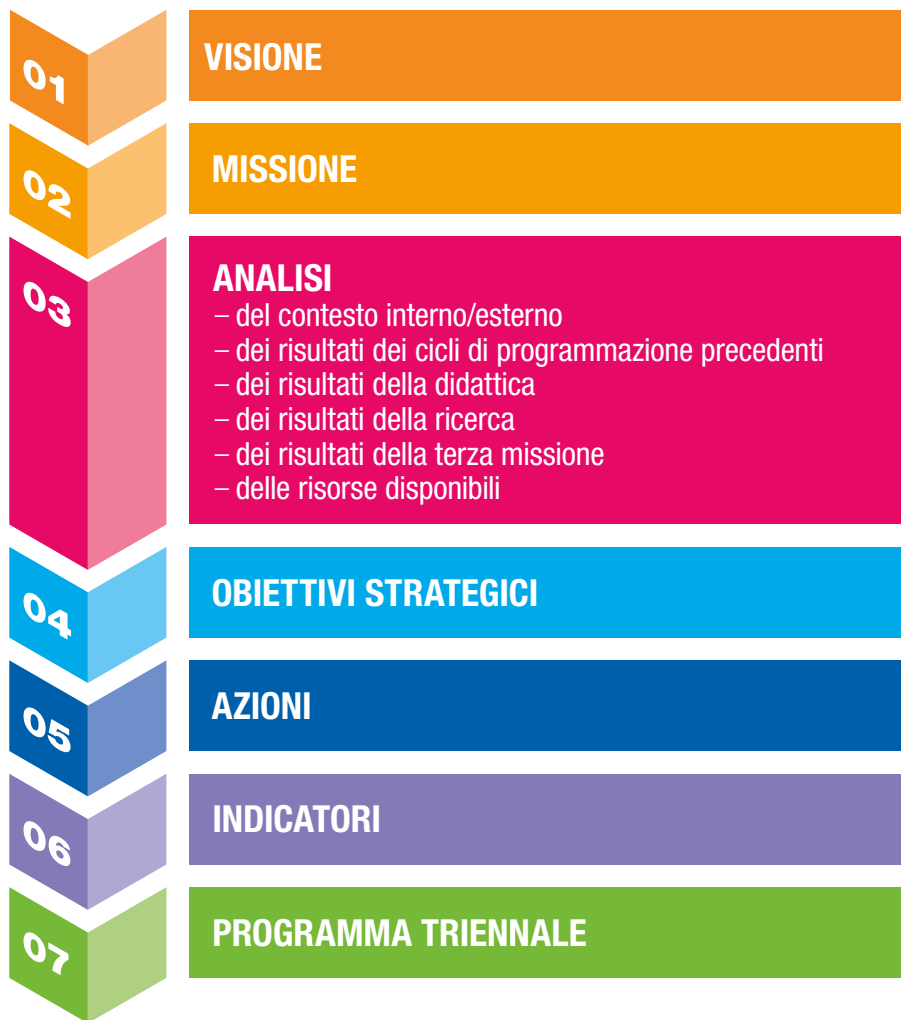 01
VISIONE
02
MISSIONE
03
ANALISI
– del contesto interno/esterno
– dei risultati dei cicli di programmazione precedenti
– dei risultati della didattica
– dei risultati della ricerca
– dei risultati della terza missione
– delle risorse disponibili
04
OBIETTIVI STRATEGICI
05
AZIONI
06
INDICATORI
07
PROGRAMMA TRIENNALE